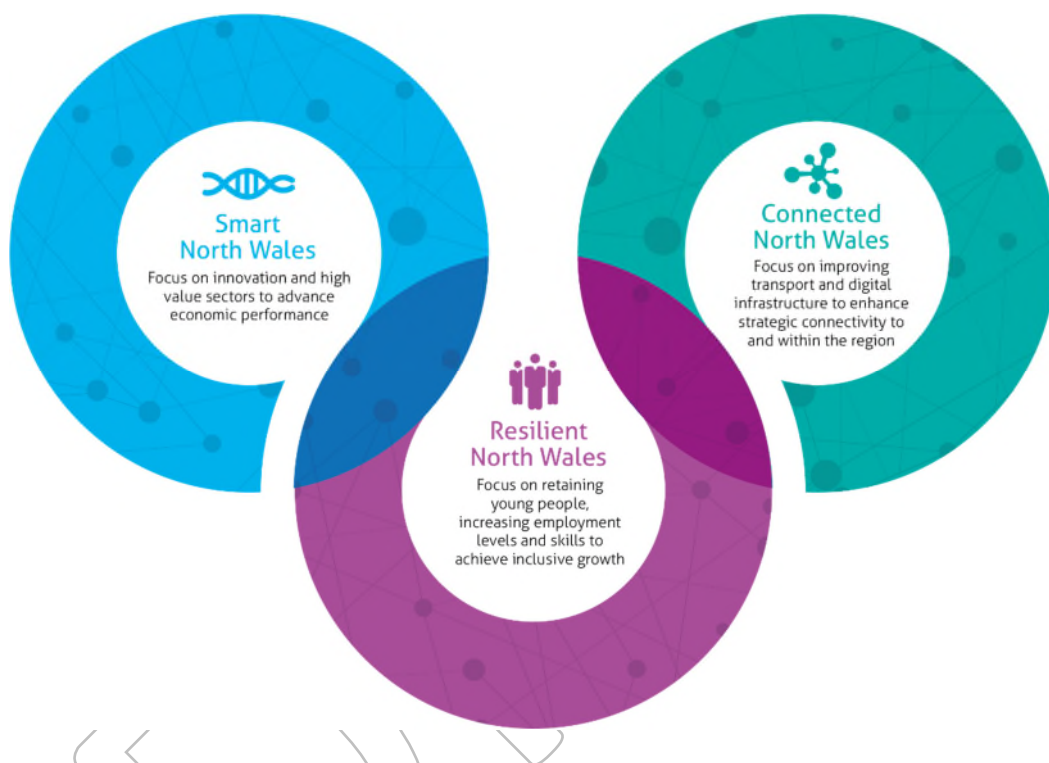 Smart
North Wales
Focus on innovation and high
value sectors to advance
economic performance
Resilient
North Wales
Focus on retaining
young people,
increasing employment
levels and skills to
achieve inclusive growth
Connected
North Wales
Focus on improving
transport and digital
infrastructure to enhance
strategic connectivity to
and within the region